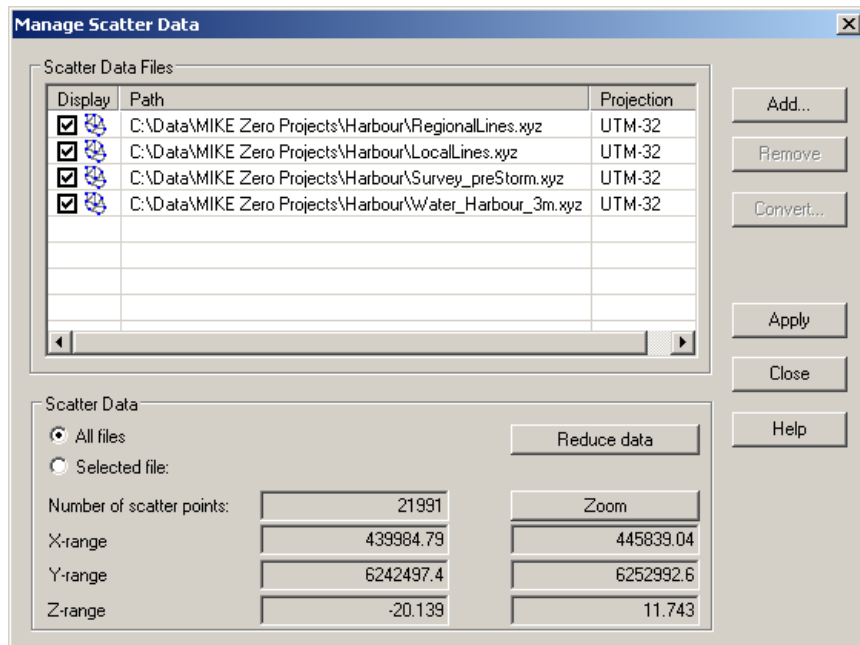 Manage Scatter Data
Scatter Data Files
Display Path Projection
C:\Data\MIKE Zero Projects\Harbour\RegionalLines.xyz UTM-32
C:\Data\MIKE Zero Projects\Harbour\LocalLines.xyz UTM-32
C:\Data\MIKE Zero Projects\Harbour\Survey_preStorm.xyz UTM-32
C:\Data\MIKE Zero Projects\Harbour\Water_Harbour_3m.xyz UTM-32
Add...
Remove
Convert...
Apply
Close
Help
Scatter Data
All files
Reduce data
Selected file:
Number of scatter points: 21991 Zoom
X-range 439984.79 445839.04
Y-range 6242497.4 6252992.6
Z-range -20.139 11.743